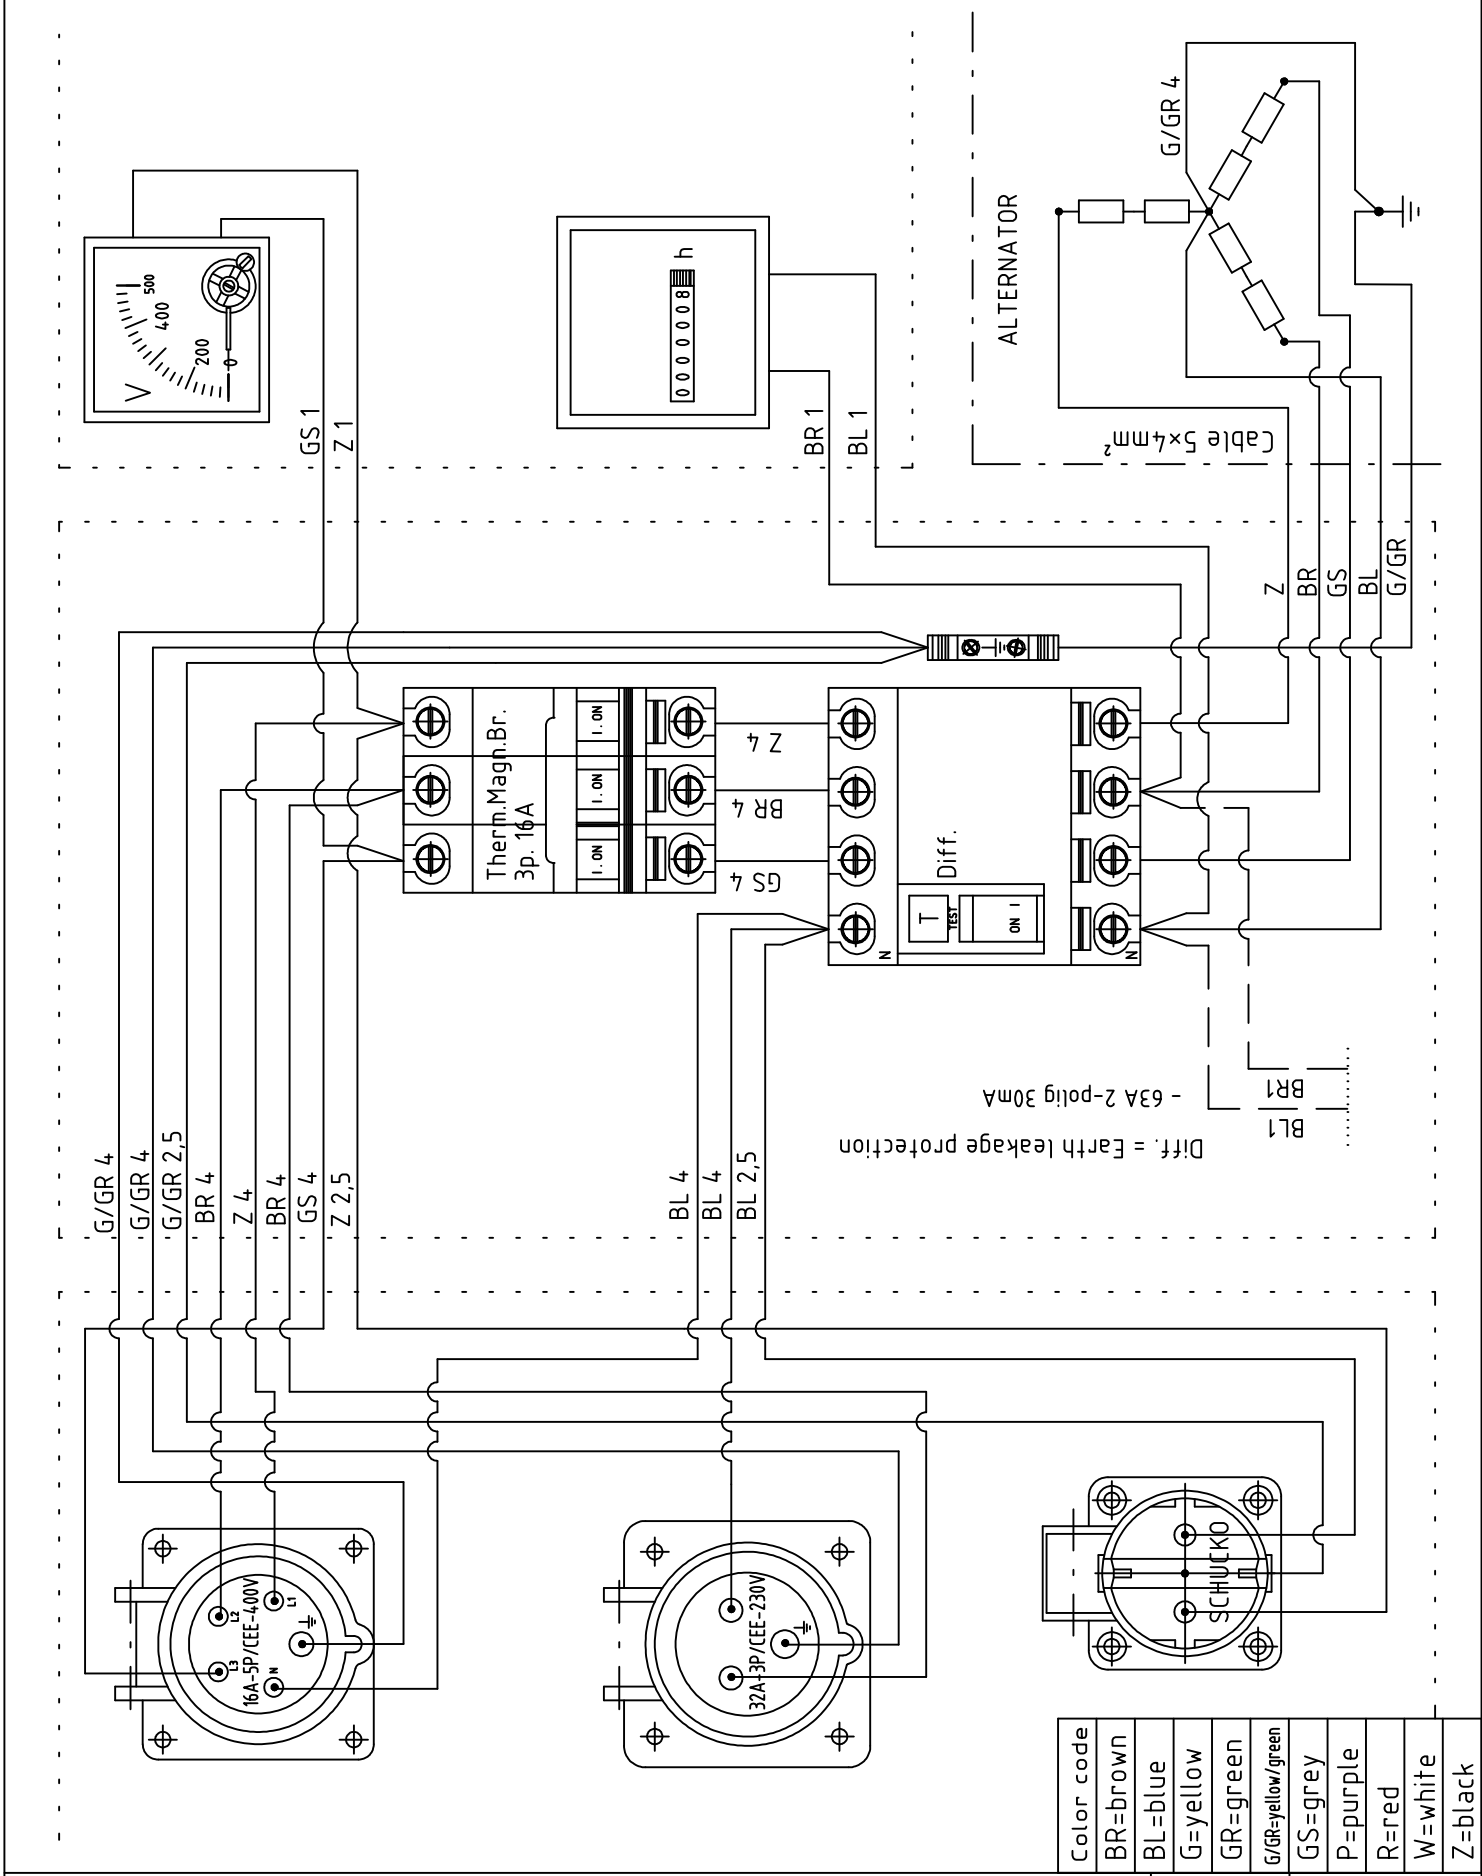 V
0
200
400
500
GS 1
Z 1
0000008
h
BR 1
BL 1
ALTERNATOR
G/GR 4
Cable 5x4mm²
Z
BR
GS
BL
G/GR
Therm.Magn.Br.
3p. 16A
I.ON
I.ON
I.ON
Z 4
BR 4
GS 4
Diff.
T
TEST
ON I
N
N
- 63A 2-polig 30mA
Diff. = Earth leakage protection
BR1
BL1
G/GR 4
G/GR 4
G/GR 2,5
BR 4
Z 4
BR 4
GS 4
Z 2,5
BL 4
BL 4
BL 2,5
L2
L1
L3
N
16A-5P/CEE-400V
32A-3P/CEE-230V
SCHUCKO
Color code
BR=brown
BL=blue
G=yellow
GR=green
G/GR=yellow/green
GS=grey
P=purple
R=red
W=white
Z=black